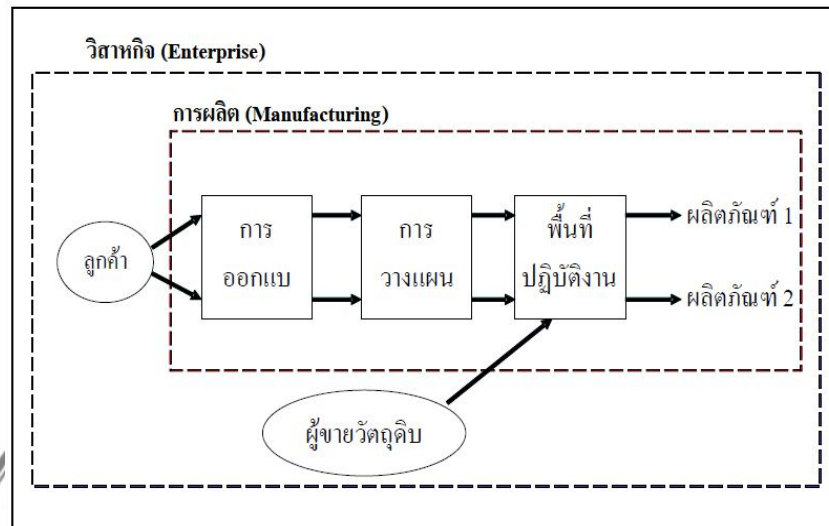 วิสาหกิจ (Enterprise)
การผลิต (Manufacturing)
ลูกค้า
การ
ออกแบ
การ
วางแผน
พื้นที่
ปฏิบัติงาน
ผลิตภัณฑ์ 1
ผลิตภัณฑ์ 2
ผู้ขายวัตถุดิบ